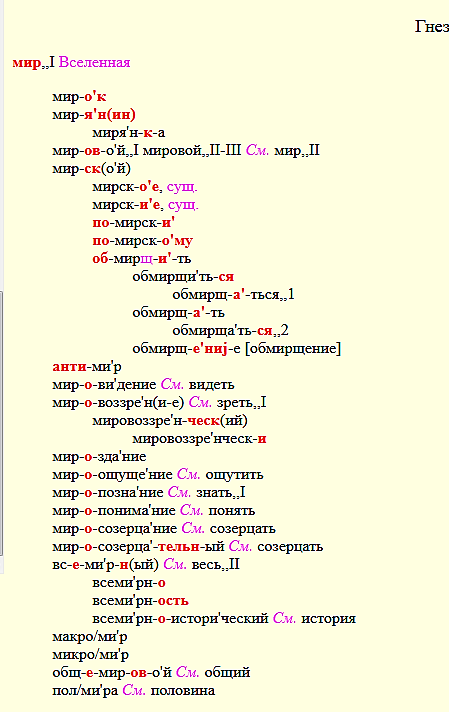 Гнез
мир,,I Вселенная
мир-о'к
мир-я'н(ин)
миря'н-к-а
мир-ов-о'й,,I мировой,,II-III См. мир,,II
мир-ск(о'й)
мирск-о'е, сущ.
мирск-и'е, сущ.
по-мирск-и'
по-мирск-о'му
об-мирщ-и'-ть
обмирщи'ть-ся
обмирщ-а'-ться,,1
обмирщ-а'-ть
обмирща'ть-ся,,2
обмирщ-е'ниj-е [обмирщение]
анти-ми'р
мир-о-ви'дение См. видеть
мир-о-воззре'н(и-е) См. зреть,,I
мировоззре'н-ческ(ий)
мировоззре'нческ-и
мир-о-зда'ние
мир-о-ощуще'ние См. ощутить
мир-о-позна'ние См. знать,,I
мир-о-понима'ние См. понять
мир-о-созерца'ние См. созерцать
мир-о-созерца'-тельн-ый См. созерцать
вс-е-ми'р-н(ый) См. весь,,II
всеми'рн-о
всеми'рн-ость
всеми'рн-о-истори'ческий См. история
макро/ми'р
микро/ми'р
общ-е-мир-ов-о'й См. общий
пол/ми'ра См. половина